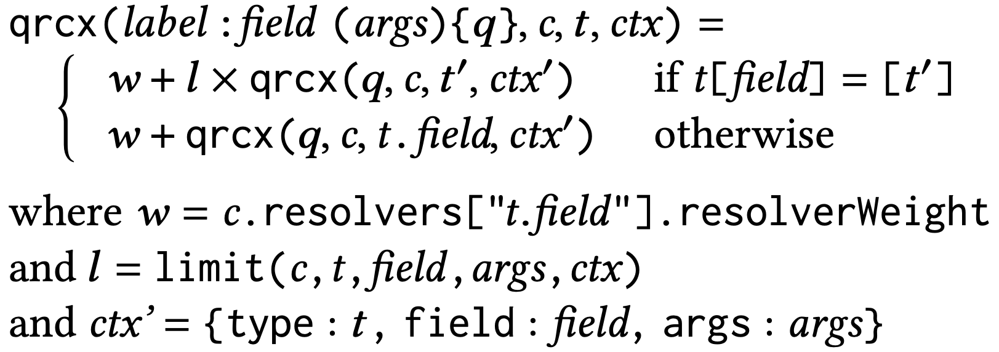 qrcx(label : field (args){q}, c, t, ctx) =
w + l × qrcx(q, c, t′, ctx′) if t[field] = [t′]
w + qrcx(q, c, t.field, ctx′) otherwise
where w = c.resolvers["t.field"].resolverWeight
and l = limit(c, t, field, args, ctx)
and ctx’ = {type : t, field : field, args : args}